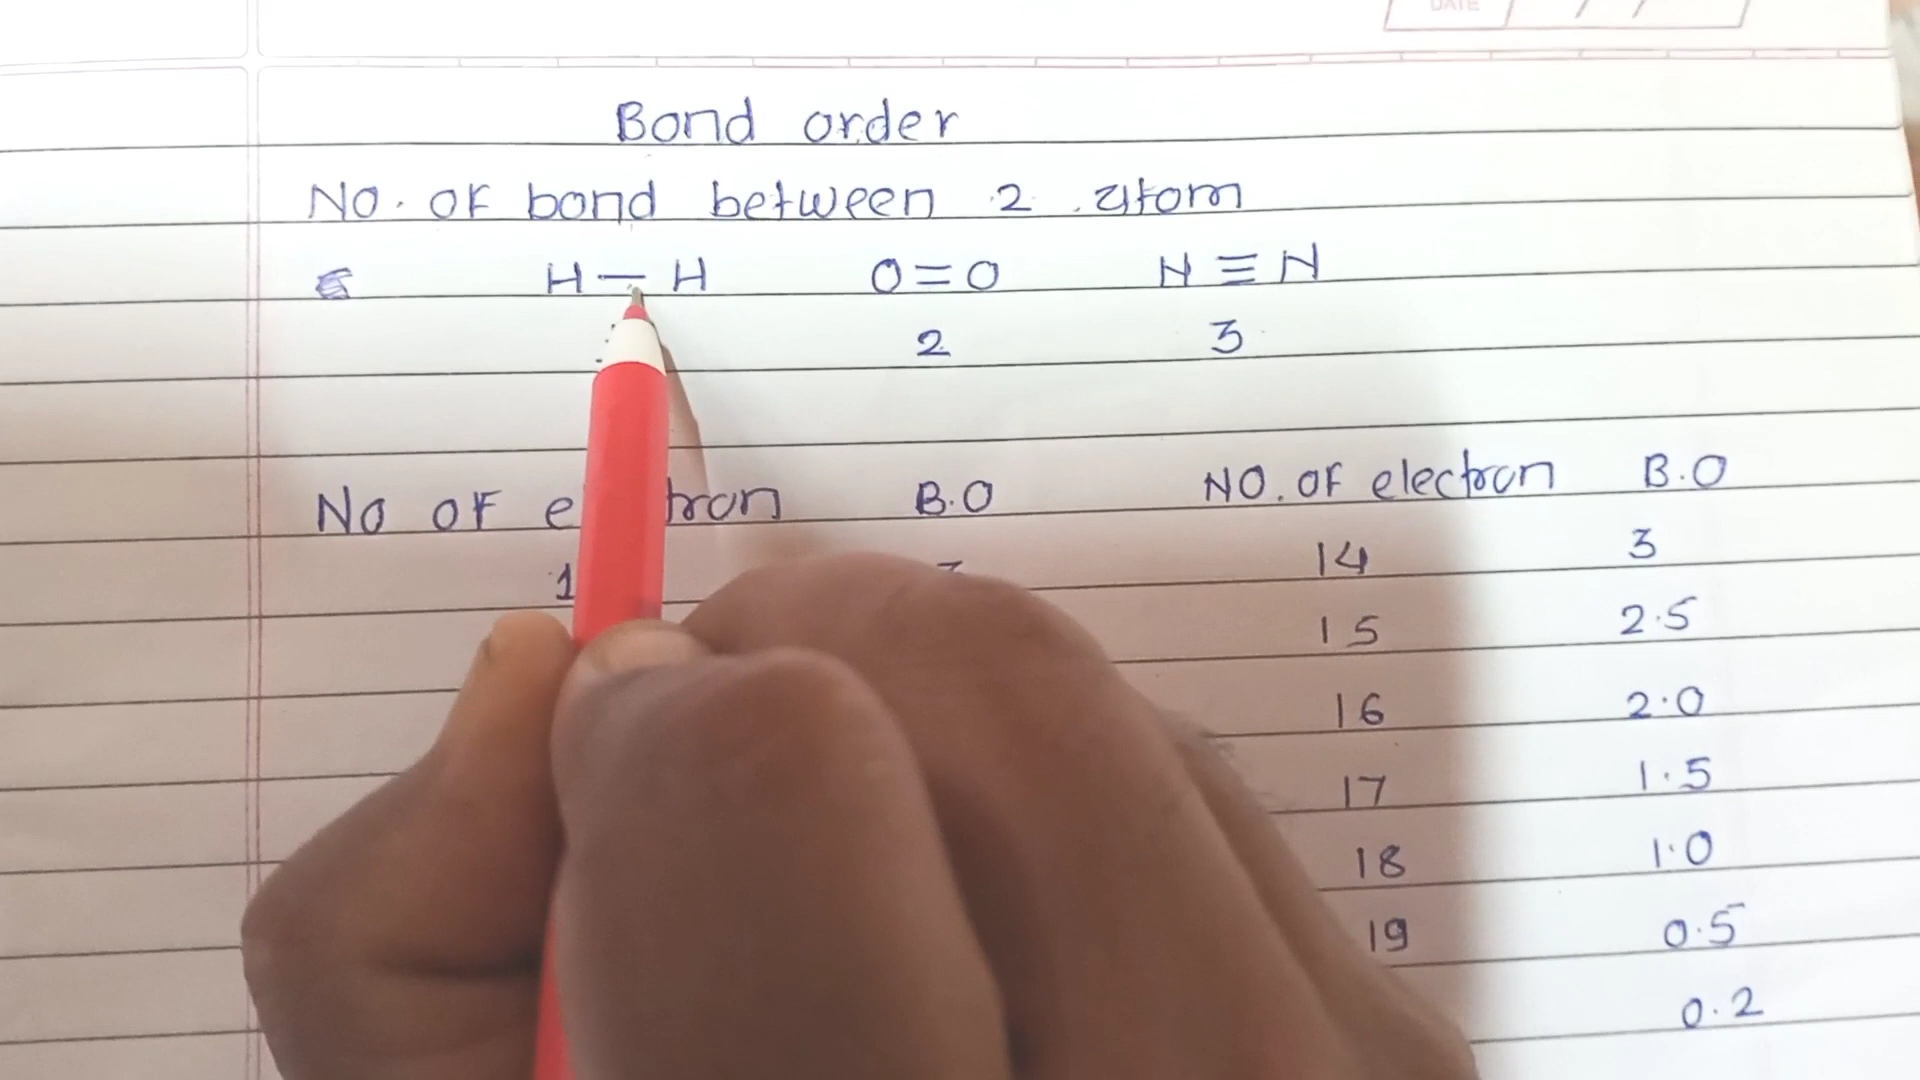 DATE / /
Bond order
No. of bond between 2 atom
H — H O = O N ≡ N
2 3
No of B.O NO. of electron B.O
14 3
15 2.5
16 2.0
17 1.5
18 1.0
19 0.5
0.2